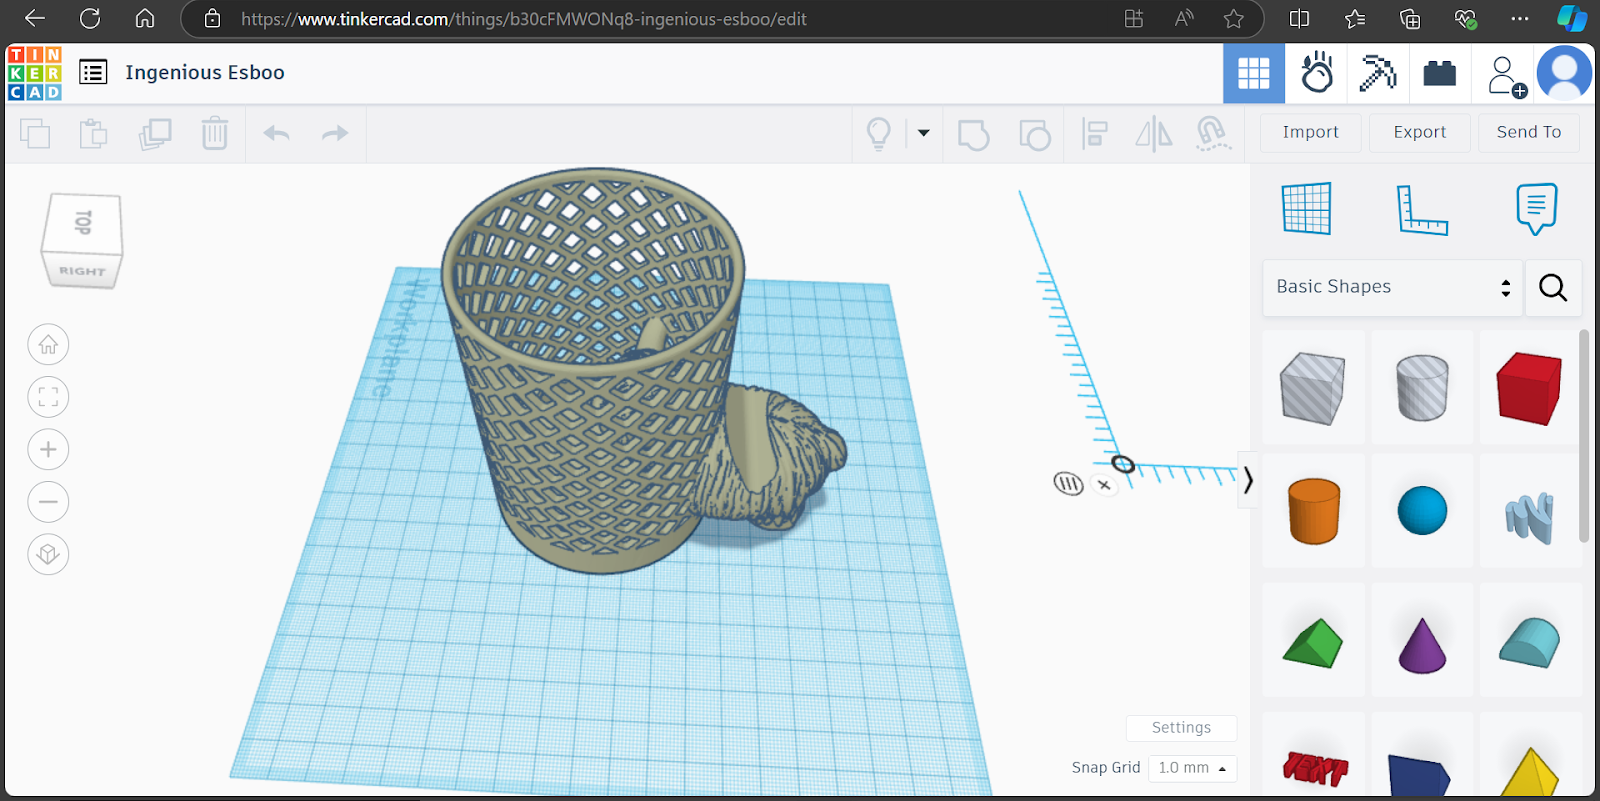 https://www.tinkercad.com/things/b30cFMWONq8-ingenious-esboo/edit
TIN
KER
CAD
Ingenious Esboo
Import
Export
Send To
TOP
RIGHT
Workplane
Basic Shapes
TEXT
Settings
Snap Grid
1.0 mm